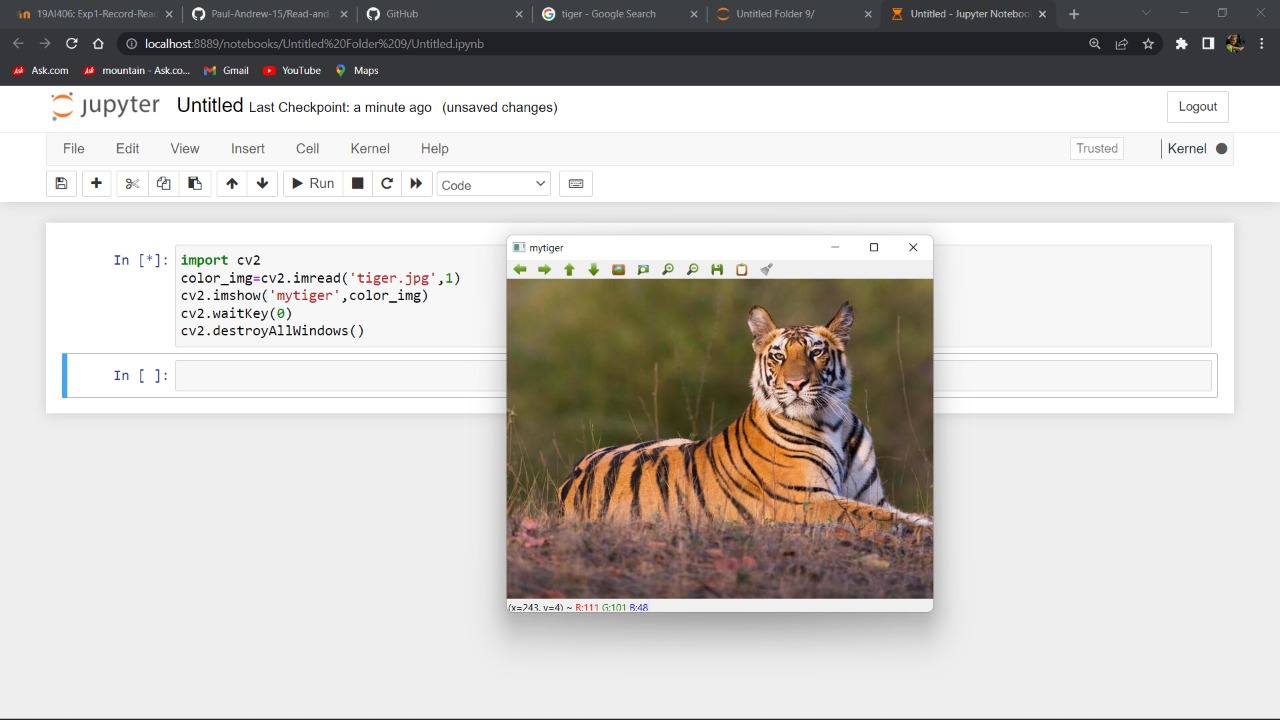 19AI406: Exp1-Record-Rea
Paul-Andrew-15/Read-and-
GitHub
tiger - Google Search
Untitled Folder 9/
Untitled - Jupyter Noteboo
localhost:8889/notebooks/Untitled%20Folder%209/Untitled.ipynb
Ask.com
mountain - Ask.co...
Gmail
YouTube
Maps
jupyter Untitled Last Checkpoint: a minute ago (unsaved changes)
Logout
File Edit View Insert Cell Kernel Help
Trusted
Kernel
Run
Code
In [*]:
import cv2
color_img=cv2.imread('tiger.jpg',1)
cv2.imshow('mytiger',color_img)
cv2.waitKey(0)
cv2.destroyAllWindows()
In [ ]:
mytiger
(x=243, y=4) ~ R:111 G:101 B:48